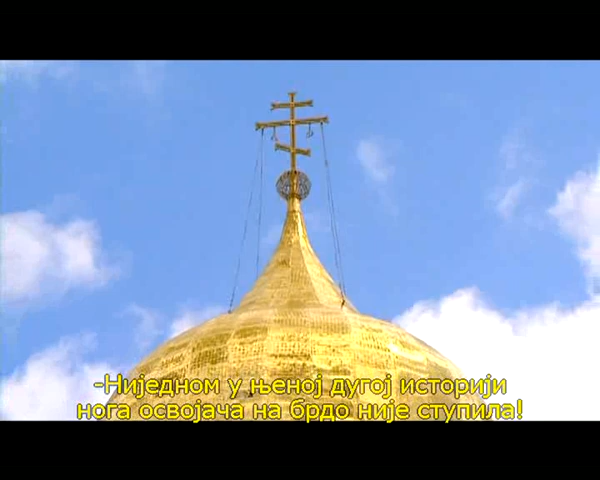 -Ниједном у њеној дугој историји
нога освојача на брдо није ступила!